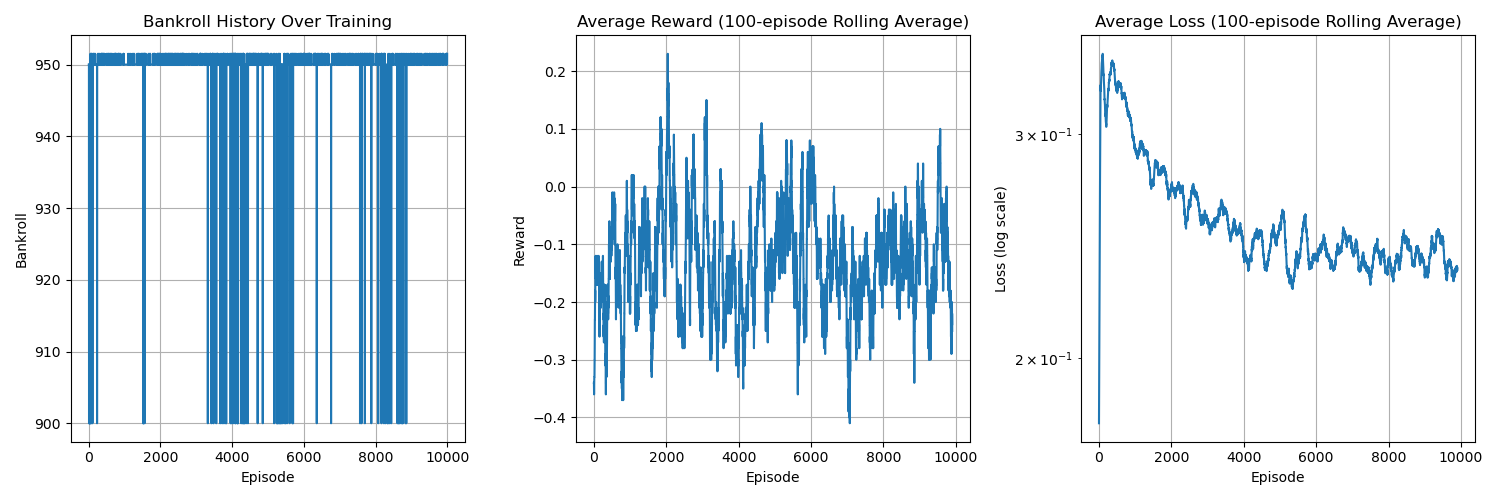 Bankroll History Over Training
Bankroll
950
940
930
920
910
900
0 2000 4000 6000 8000 10000
Episode
Average Reward (100-episode Rolling Average)
Reward
0.2
0.1
0.0
−0.1
−0.2
−0.3
−0.4
0 2000 4000 6000 8000 10000
Episode
Average Loss (100-episode Rolling Average)
Loss (log scale)
3 × 10⁻¹
2 × 10⁻¹
0 2000 4000 6000 8000 10000
Episode